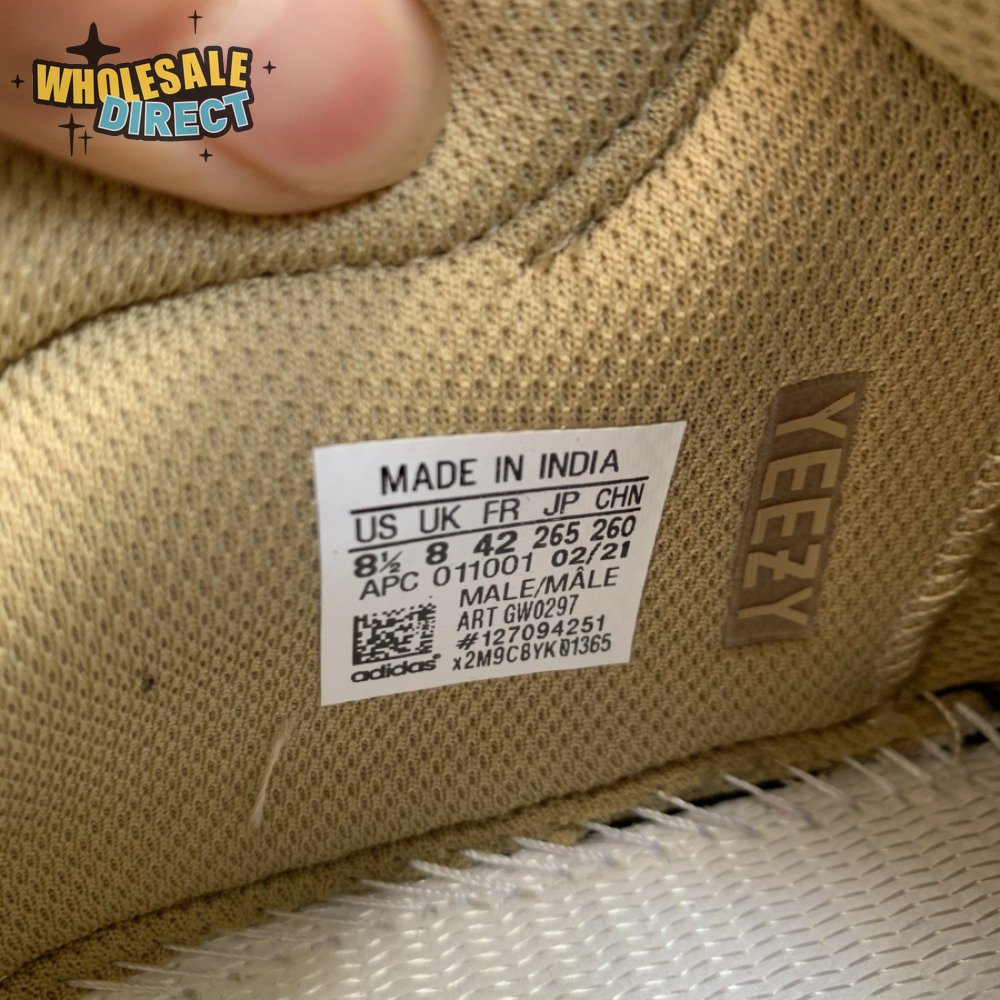 WHOLESALE
DIRECT
MADE IN INDIA
US UK FR JP CHN
8½ 8 42 265 260
APC 011001 02/21
MALE/MÂLE
ART GW0297
#127094251
x2M9C8YK01365
adidas
YEEZY